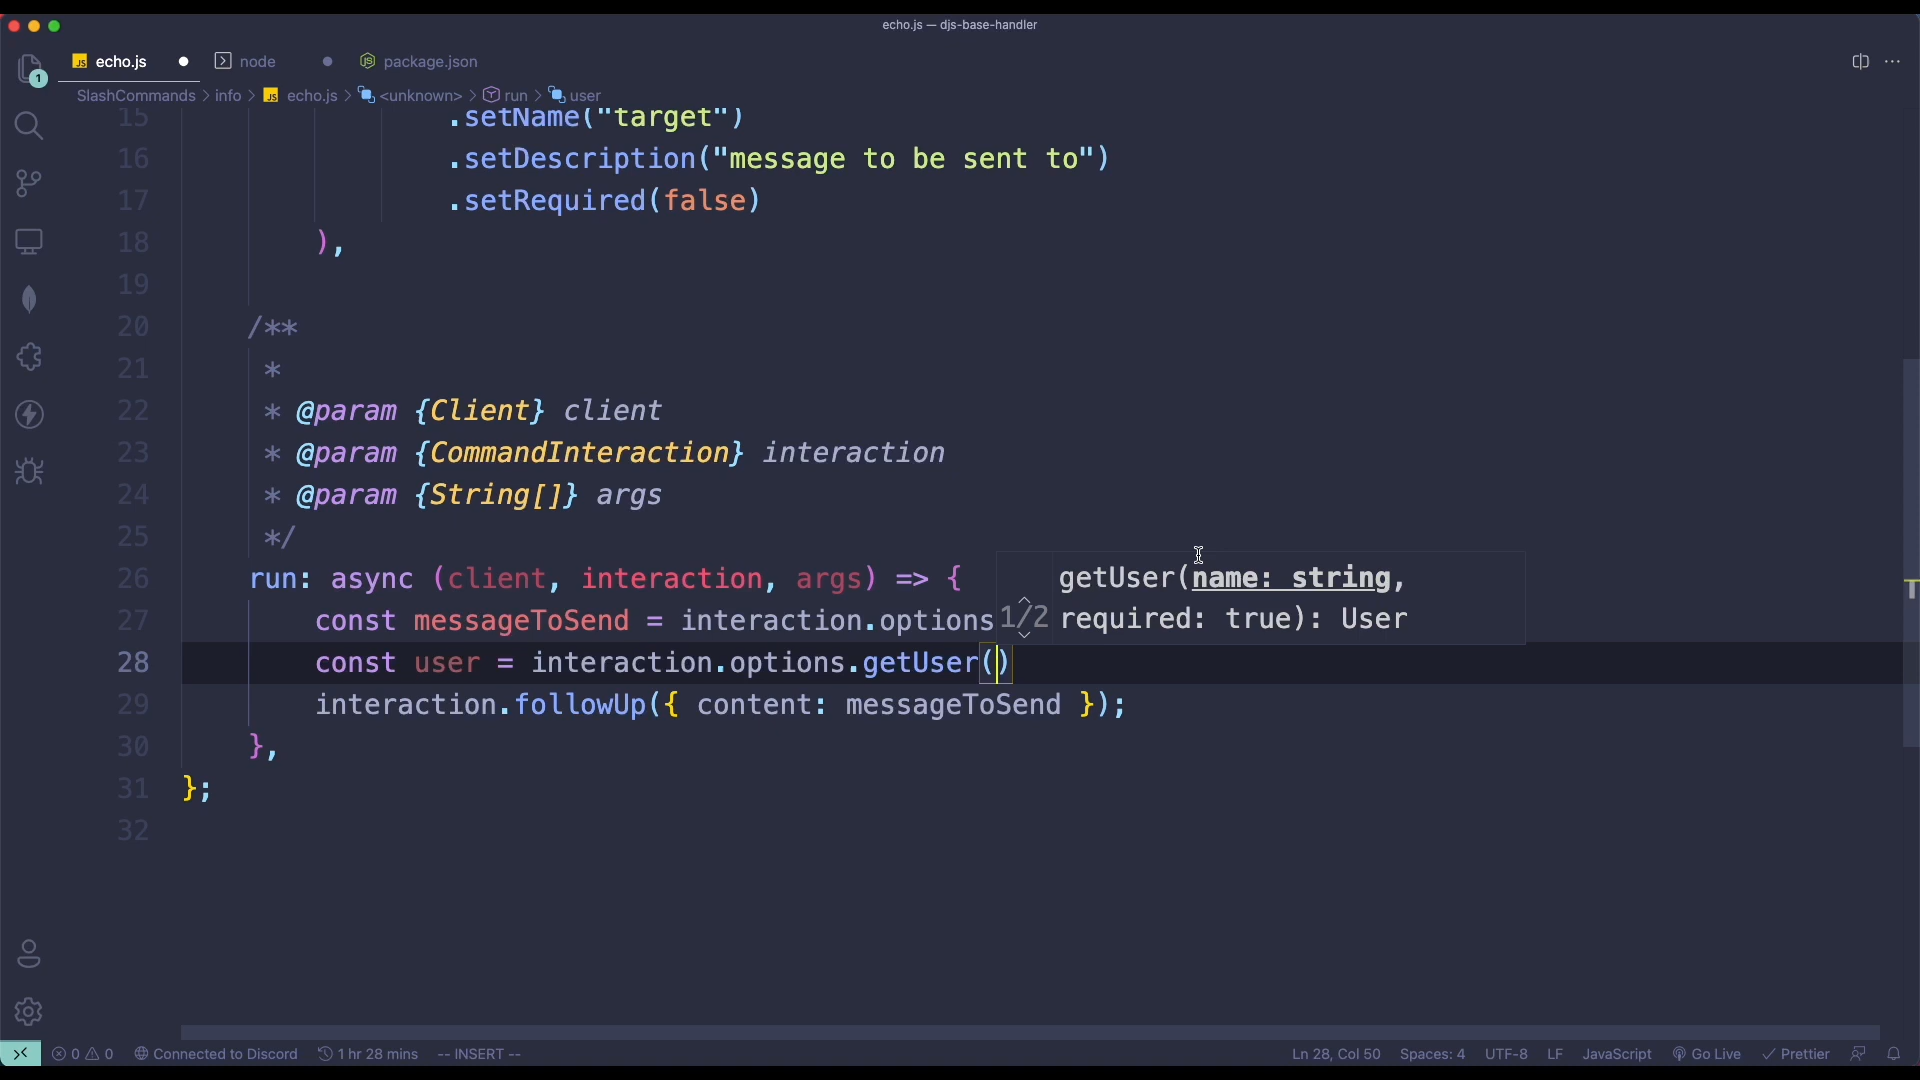 echo.js — djs-base-handler
echo.js
node
package.json
SlashCommands > info > echo.js > <unknown> > run > user
1
15 .setName("target")
16 .setDescription("message to be sent to")
17 .setRequired(false)
18 ),
19
20 /**
21 *
22 * @param {Client} client
23 * @param {CommandInteraction} interaction
24 * @param {String[]} args
25 */
26 run: async (client, interaction, args) => {
27 const messageToSend = interaction.options
28 const user = interaction.options.getUser()
29 interaction.followUp({ content: messageToSend });
30 },
31 };
32
getUser(name: string,
1/2 required: true): User
0 0 Connected to Discord 1 hr 28 mins -- INSERT -- Ln 28, Col 50 Spaces: 4 UTF-8 LF JavaScript Go Live Prettier